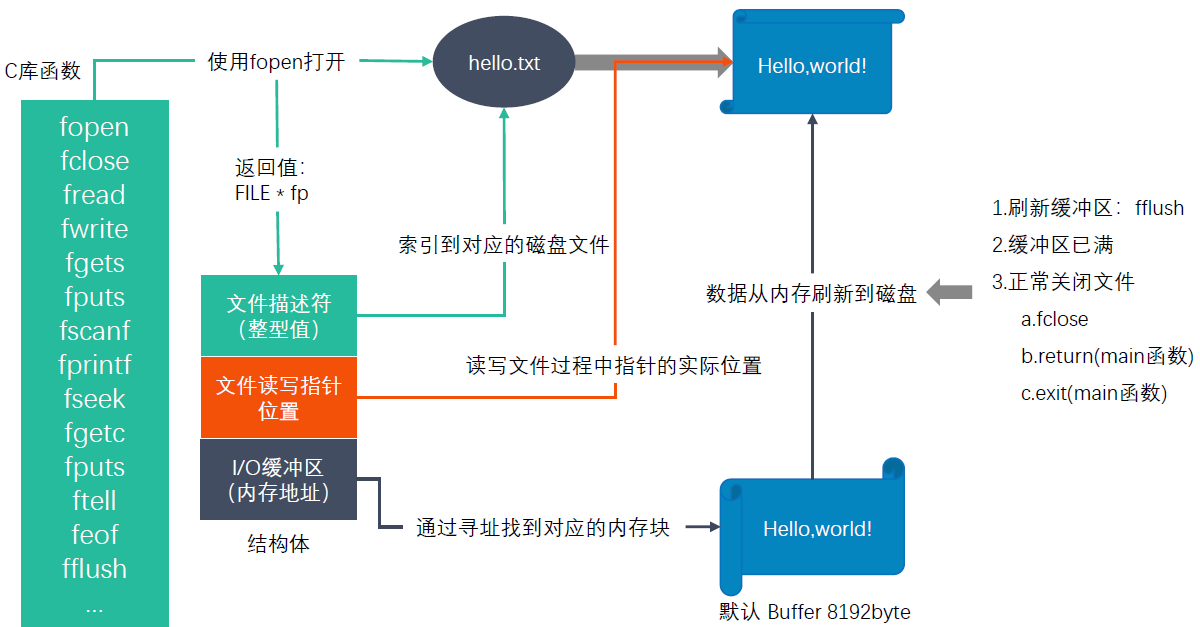 C库函数
fopen
fclose
fread
fwrite
fgets
fputs
fscanf
fprintf
fseek
fgetc
fputs
ftell
feof
fflush
...
使用fopen打开
hello.txt
Hello,world!
返回值：
FILE * fp
索引到对应的磁盘文件
文件描述符
（整型值）
文件读写指针
位置
I/O缓冲区
（内存地址）
结构体
读写文件过程中指针的实际位置
通过寻址找到对应的内存块
数据从内存刷新到磁盘
1.刷新缓冲区：fflush
2.缓冲区已满
3.正常关闭文件
a.fclose
b.return(main函数)
c.exit(main函数)
Hello,world!
默认 Buffer 8192byte